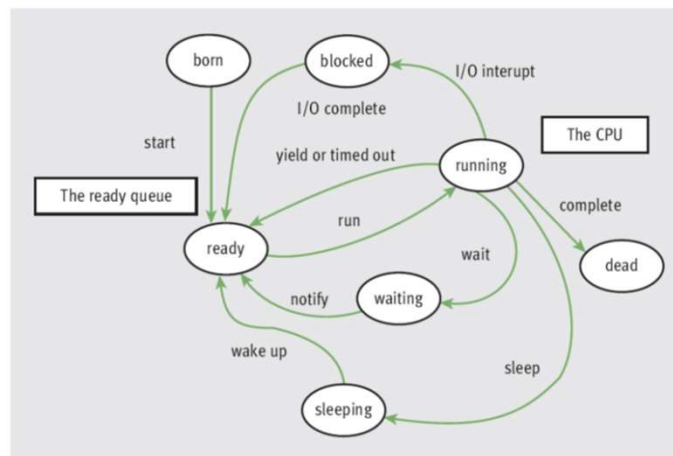 born
blocked
I/O interupt
I/O complete
start
The CPU
yield or timed out
running
The ready queue
complete
run
ready
wait
dead
notify
waiting
wake up
sleep
sleeping